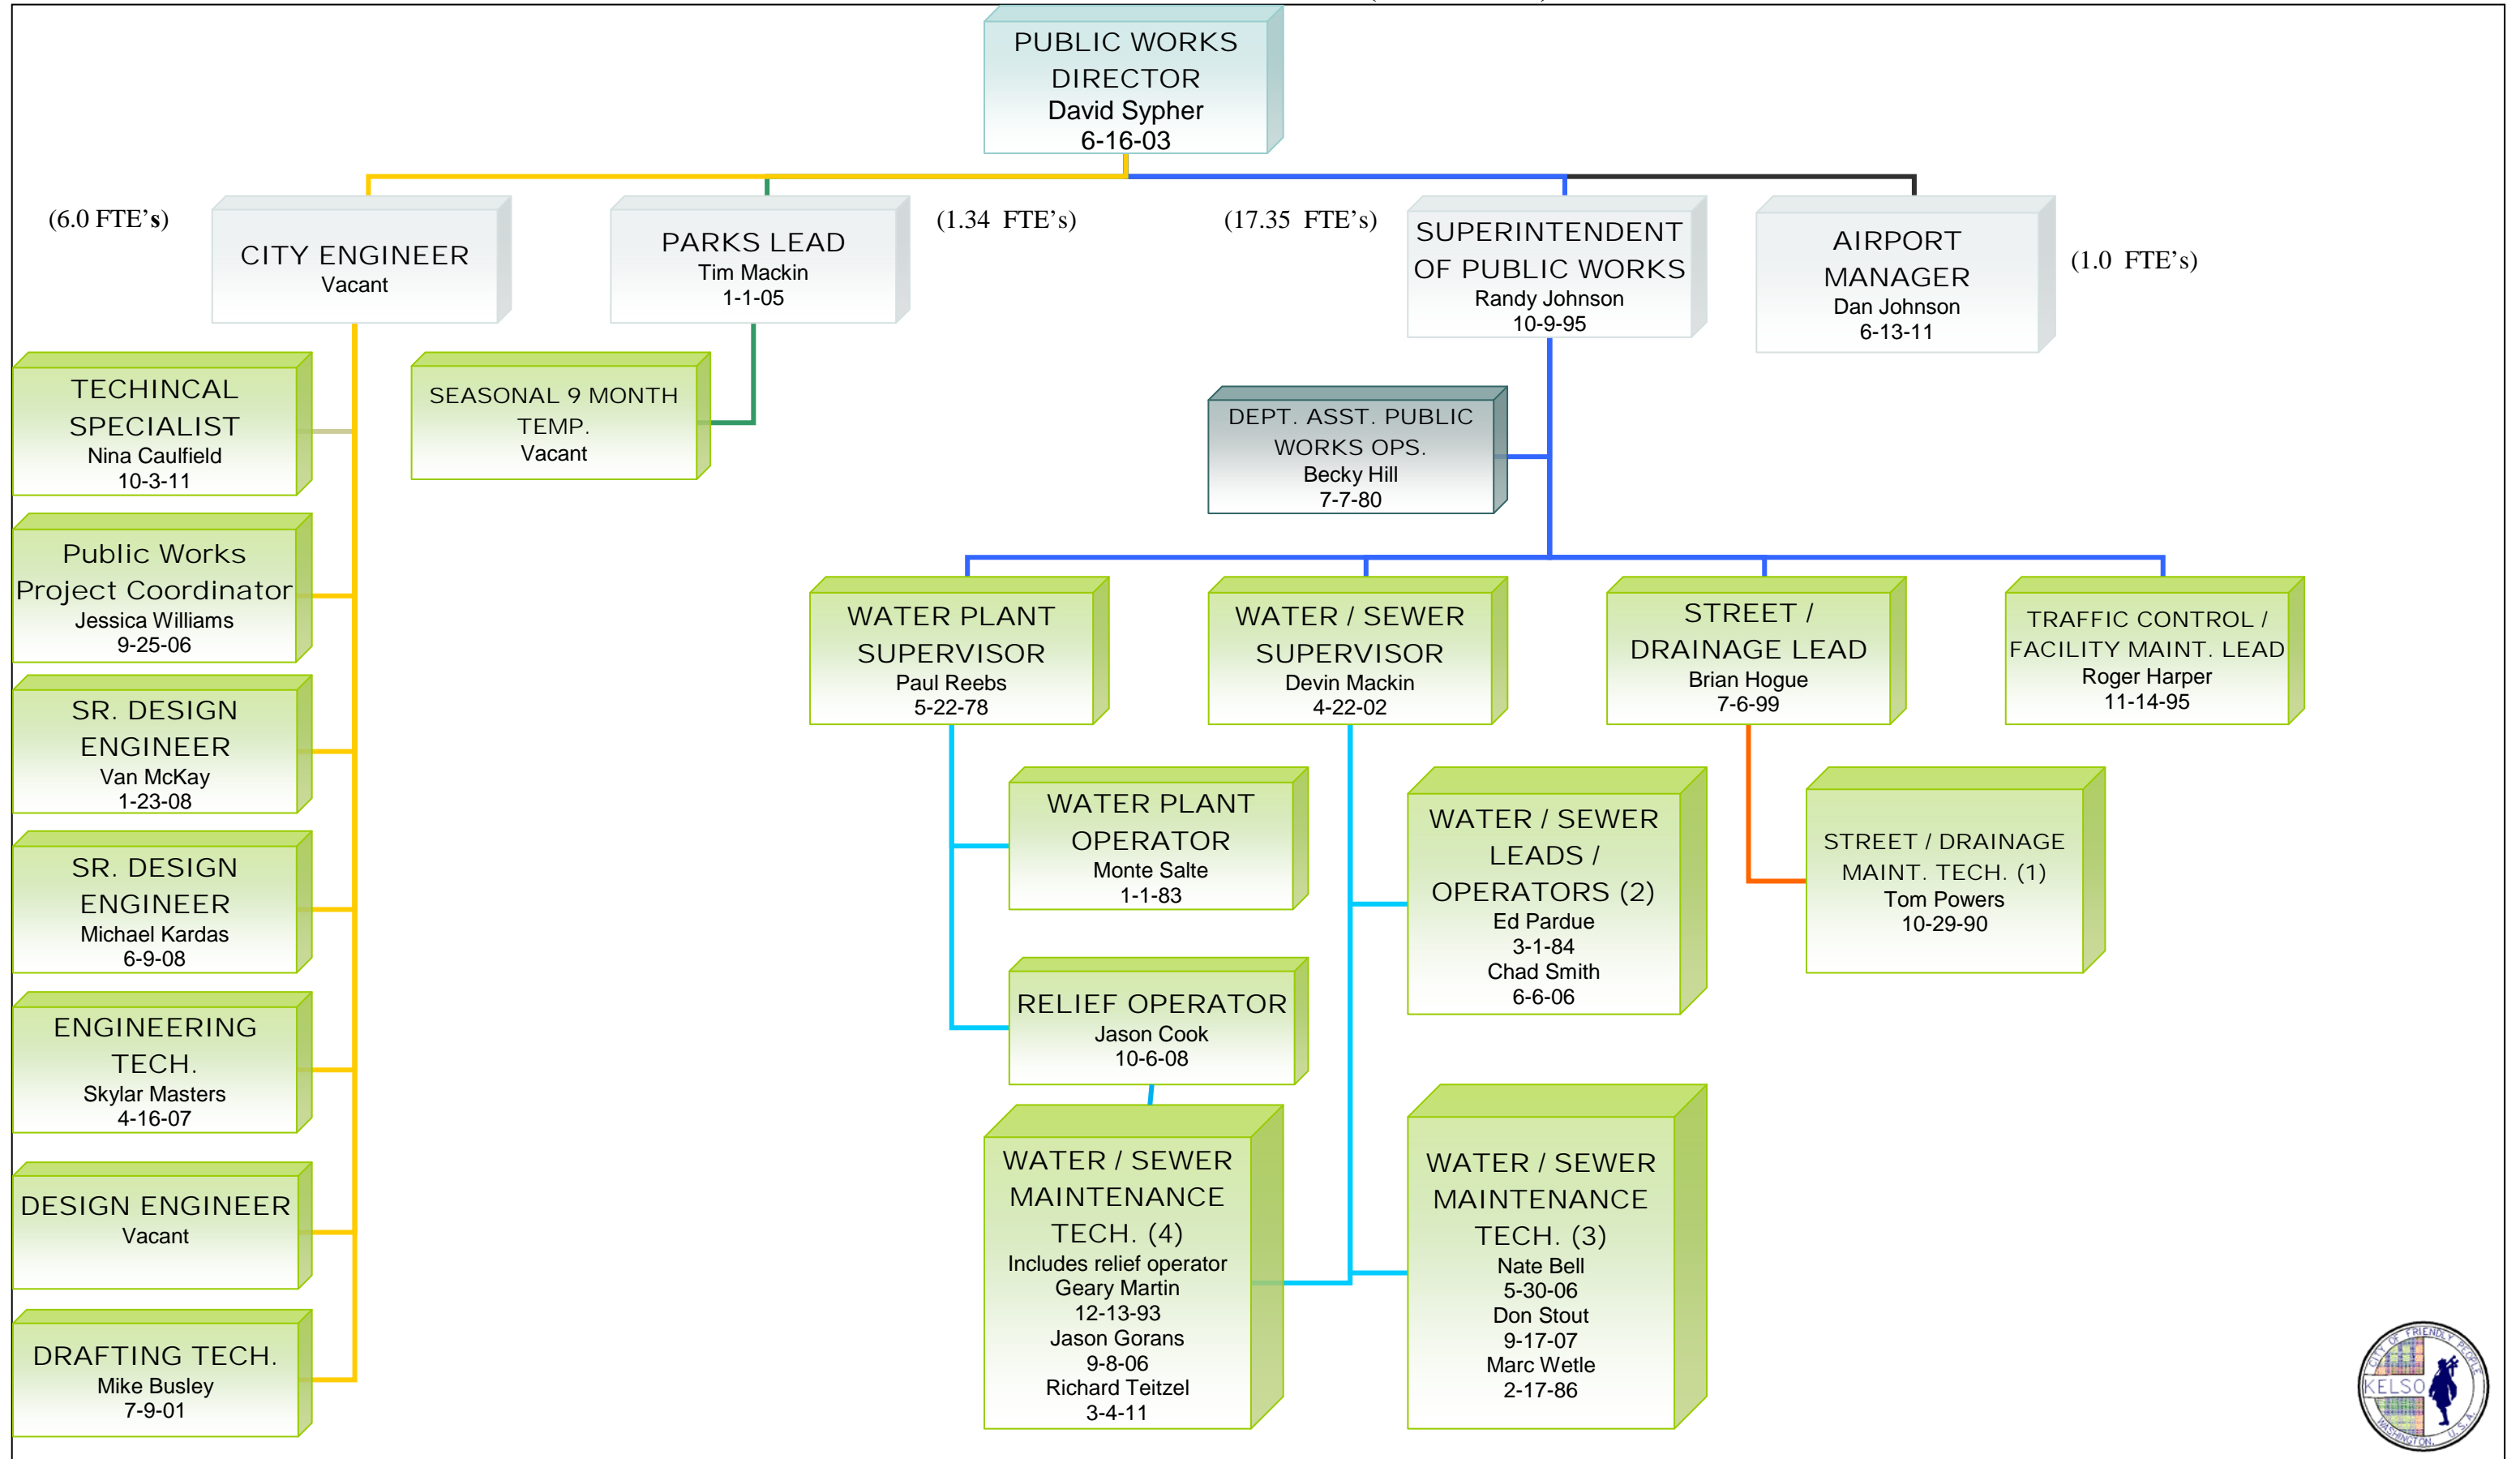 PUBLIC WORKS
DIRECTOR
David Sypher
6-16-03
(6.0 FTE's)
CITY ENGINEER
Vacant
PARKS LEAD
Tim Mackin
1-1-05
(1.34 FTE's)
(17.35 FTE's)
SUPERINTENDENT
OF PUBLIC WORKS
Randy Johnson
10-9-95
AIRPORT
MANAGER
Dan Johnson
6-13-11
(1.0 FTE's)
TECHINCAL
SPECIALIST
Nina Caulfield
10-3-11
SEASONAL 9 MONTH
TEMP.
Vacant
DEPT. ASST. PUBLIC
WORKS OPS.
Becky Hill
7-7-80
Public Works
Project Coordinator
Jessica Williams
9-25-06
SR. DESIGN
ENGINEER
Van McKay
1-23-08
SR. DESIGN
ENGINEER
Michael Kardas
6-9-08
ENGINEERING
TECH.
Skylar Masters
4-16-07
DESIGN ENGINEER
Vacant
DRAFTING TECH.
Mike Busley
7-9-01
WATER PLANT
SUPERVISOR
Paul Reebs
5-22-78
WATER / SEWER
SUPERVISOR
Devin Mackin
4-22-02
STREET /
DRAINAGE LEAD
Brian Hogue
7-6-99
TRAFFIC CONTROL /
FACILITY MAINT. LEAD
Roger Harper
11-14-95
WATER PLANT
OPERATOR
Monte Salte
1-1-83
RELIEF OPERATOR
Jason Cook
10-6-08
WATER / SEWER
MAINTENANCE
TECH. (4)
Includes relief operator
Geary Martin
12-13-93
Jason Gorans
9-8-06
Richard Teitzel
3-4-11
WATER / SEWER
LEADS /
OPERATORS (2)
Ed Pardue
3-1-84
Chad Smith
6-6-06
WATER / SEWER
MAINTENANCE
TECH. (3)
Nate Bell
5-30-06
Don Stout
9-17-07
Marc Wetle
2-17-86
STREET / DRAINAGE
MAINT. TECH. (1)
Tom Powers
10-29-90
CITY OF FRIENDLY PEOPLE
KELSO
WASHINGTON, U.S.A.